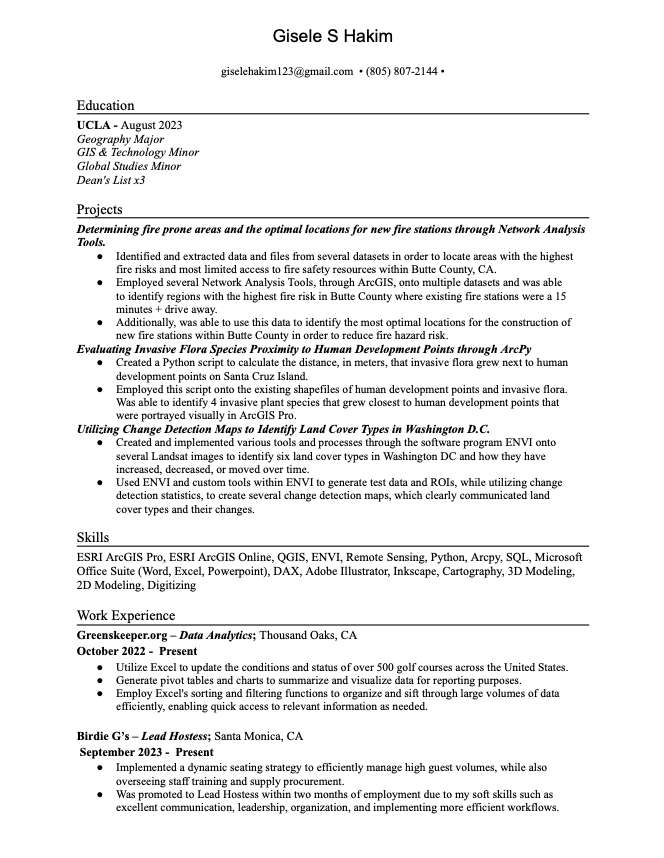 Gisele S Hakim
giselehakim123@gmail.com • (805) 807-2144 •
Education
UCLA - August 2023
Geography Major
GIS & Technology Minor
Global Studies Minor
Dean's List x3
Projects
Determining fire prone areas and the optimal locations for new fire stations through Network Analysis
Tools.
● Identified and extracted data and files from several datasets in order to locate areas with the highest
fire risks and most limited access to fire safety resources within Butte County, CA.
● Employed several Network Analysis Tools, through ArcGIS, onto multiple datasets and was able
to identify regions with the highest fire risk in Butte County where existing fire stations were a 15
minutes + drive away.
● Additionally, was able to use this data to identify the most optimal locations for the construction of
new fire stations within Butte County in order to reduce fire hazard risk.
Evaluating Invasive Flora Species Proximity to Human Development Points through ArcPy
● Created a Python script to calculate the distance, in meters, that invasive flora grew next to human
development points on Santa Cruz Island.
● Employed this script onto the existing shapefiles of human development points and invasive flora.
Was able to identify 4 invasive plant species that grew closest to human development points that
were portrayed visually in ArcGIS Pro.
Utilizing Change Detection Maps to Identify Land Cover Types in Washington D.C.
● Created and implemented various tools and processes through the software program ENVI onto
several Landsat images to identify six land cover types in Washington DC and how they have
increased, decreased, or moved over time.
● Used ENVI and custom tools within ENVI to generate test data and ROIs, while utilizing change
detection statistics, to create several change detection maps, which clearly communicated land
cover types and their changes.
Skills
ESRI ArcGIS Pro, ESRI ArcGIS Online, QGIS, ENVI, Remote Sensing, Python, Arcpy, SQL, Microsoft
Office Suite (Word, Excel, Powerpoint), DAX, Adobe Illustrator, Inkscape, Cartography, 3D Modeling,
2D Modeling, Digitizing
Work Experience
Greenskeeper.org – Data Analytics; Thousand Oaks, CA
October 2022 - Present
● Utilize Excel to update the conditions and status of over 500 golf courses across the United States.
● Generate pivot tables and charts to summarize and visualize data for reporting purposes.
● Employ Excel's sorting and filtering functions to organize and sift through large volumes of data
efficiently, enabling quick access to relevant information as needed.
Birdie G’s – Lead Hostess; Santa Monica, CA
September 2023 - Present
● Implemented a dynamic seating strategy to efficiently manage high guest volumes, while also
overseeing staff training and supply procurement.
● Was promoted to Lead Hostess within two months of employment due to my soft skills such as
excellent communication, leadership, organization, and implementing more efficient workflows.